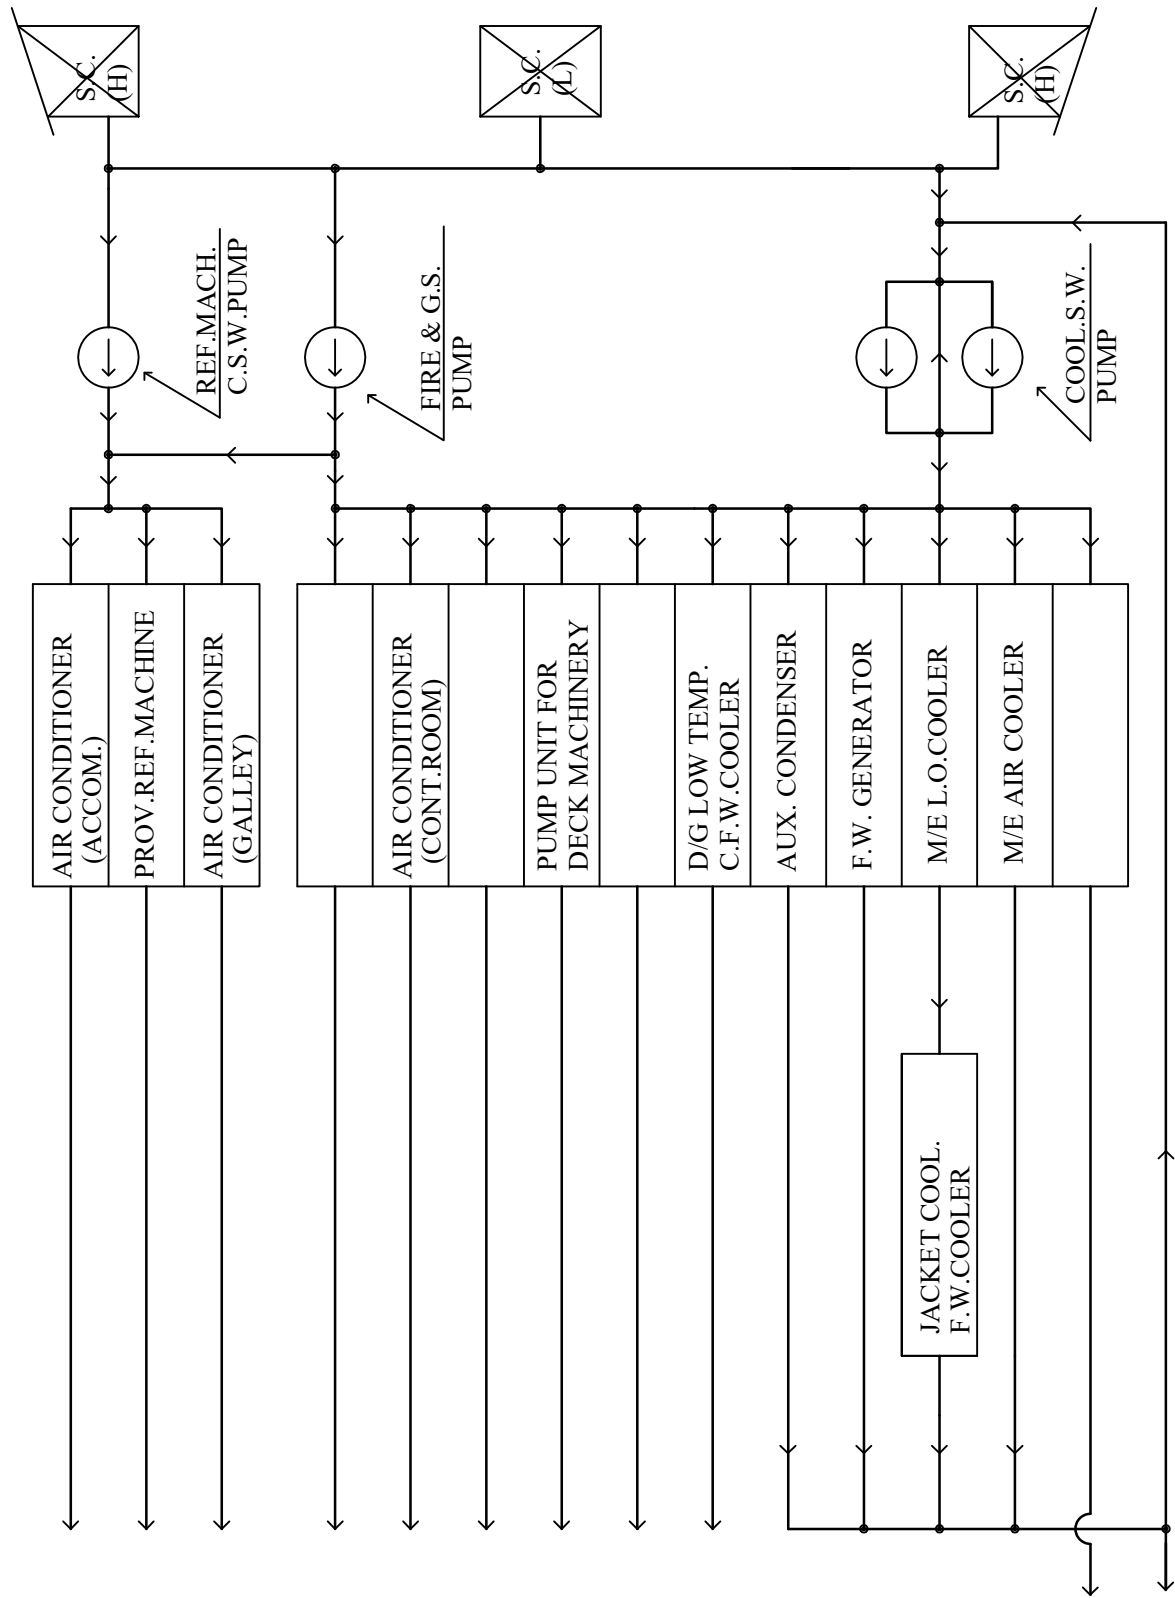 S.C.
(H)
S.C.
(L)
S.C.
(H)
REF.MACH.
C.S.W.PUMP
FIRE & G.S.
PUMP
COOL.S.W.
PUMP
AIR CONDITIONER
(ACCOM.)
PROV.REF.MACHINE
AIR CONDITIONER
(GALLEY)
AIR CONDITIONER
(CONT.ROOM)
PUMP UNIT FOR
DECK MACHINERY
D/G LOW TEMP.
C.F.W.COOLER
AUX. CONDENSER
F.W. GENERATOR
M/E L.O.COOLER
M/E AIR COOLER
JACKET COOL.
F.W.COOLER